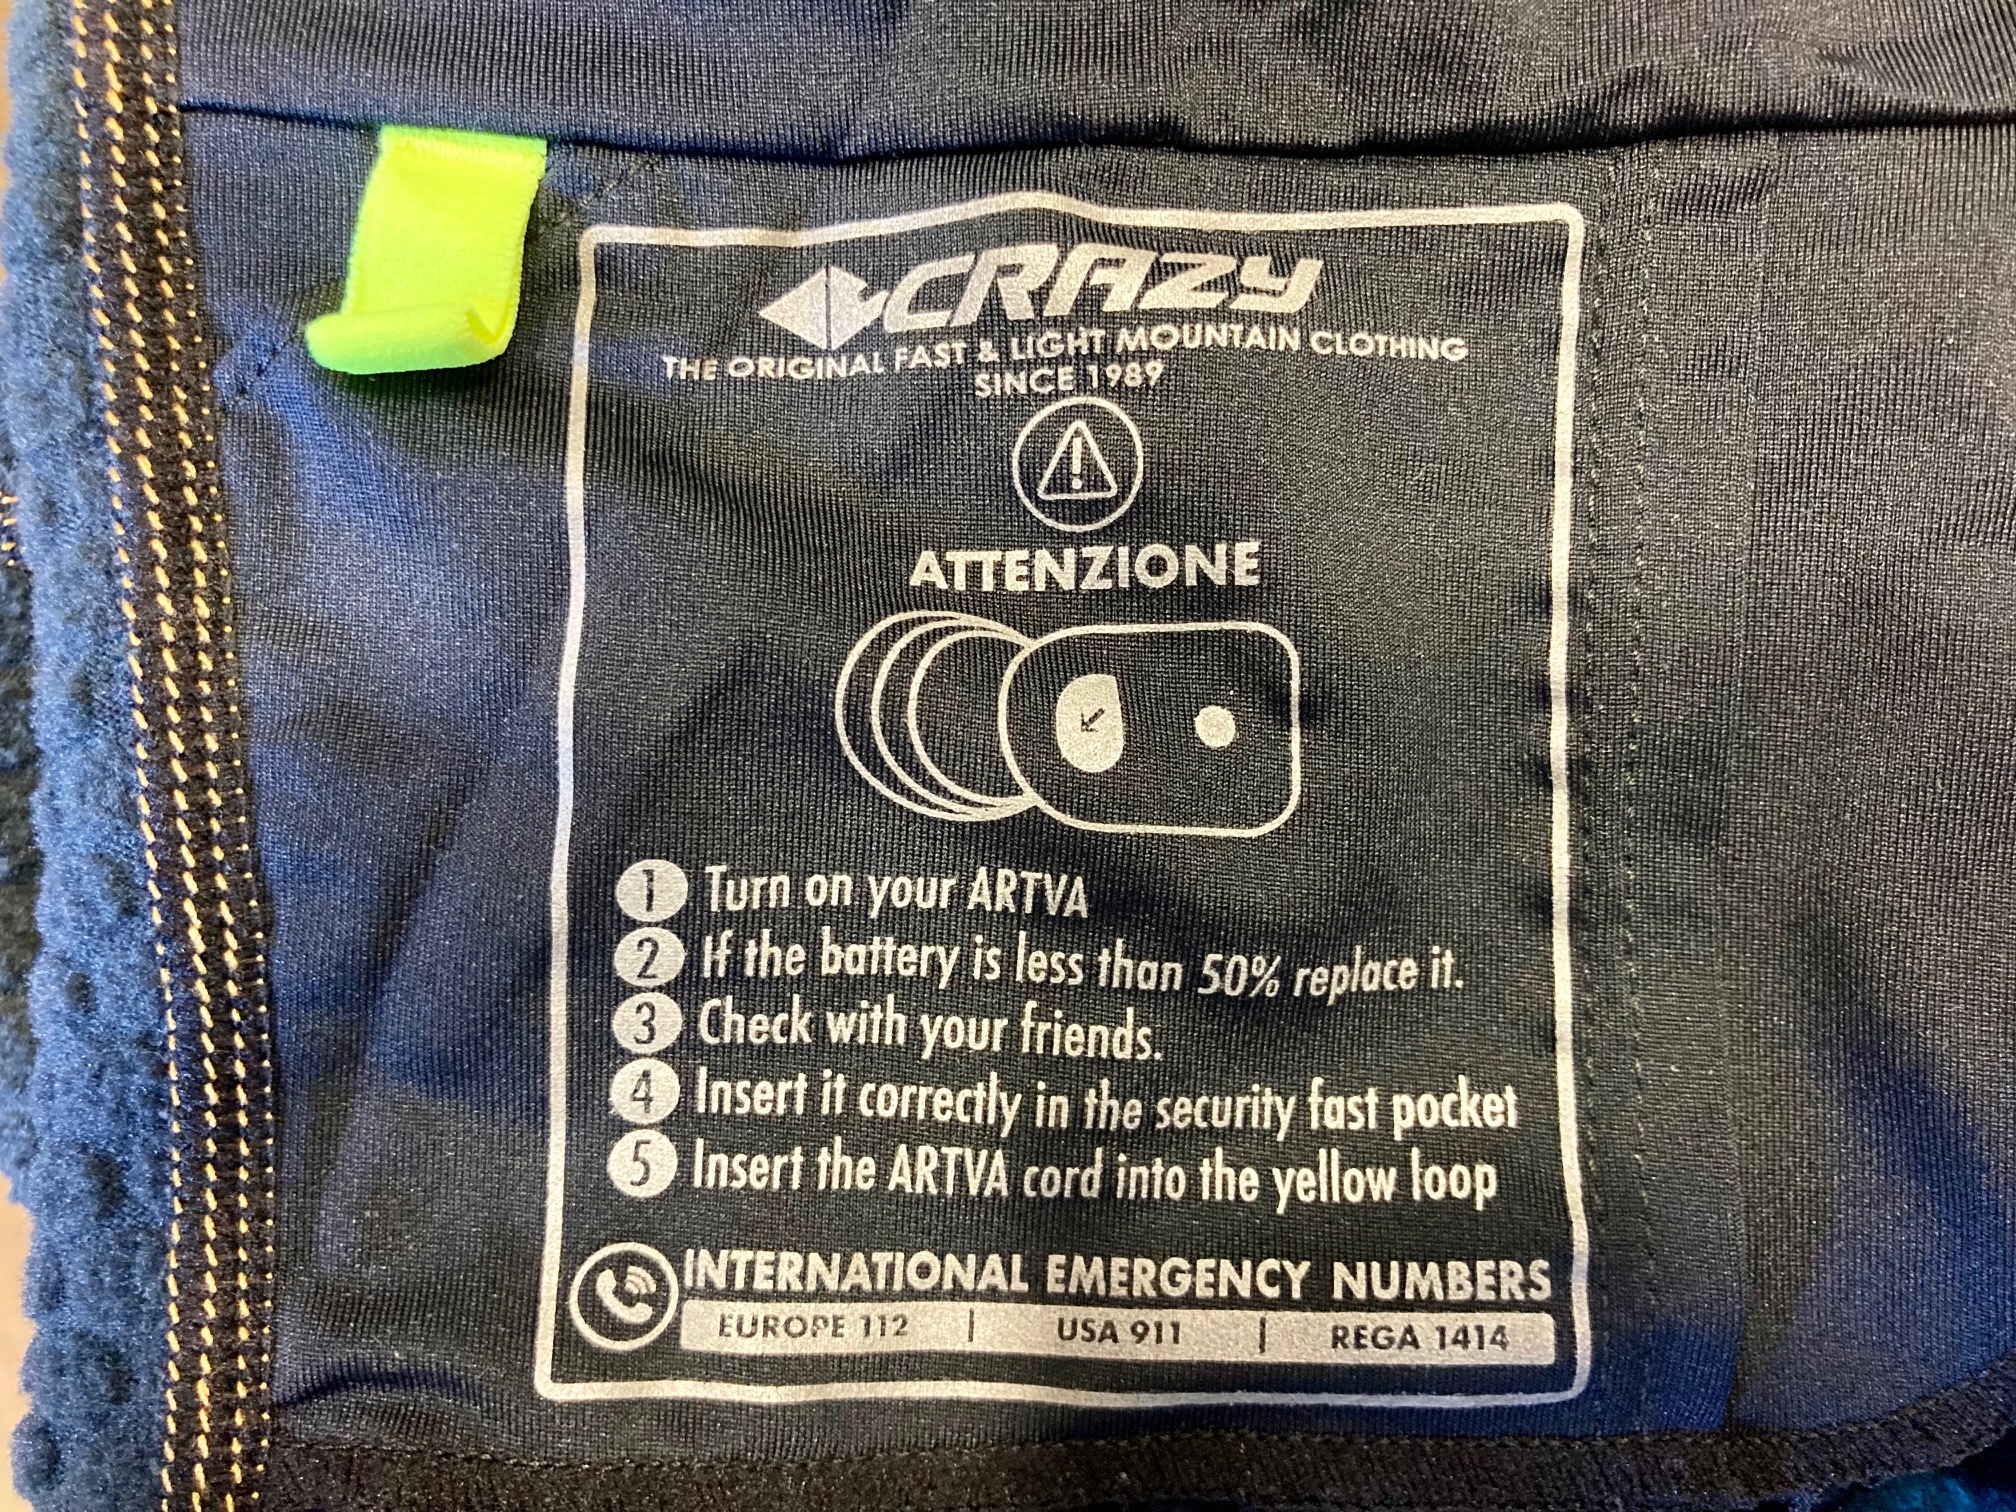 CRAZY
THE ORIGINAL FAST & LIGHT MOUNTAIN CLOTHING
SINCE 1989
!
ATTENZIONE
1 Turn on your ARTVA
2 If the battery is less than 50% replace it.
3 Check with your friends.
4 Insert it correctly in the security fast pocket
5 Insert the ARTVA cord into the yellow loop
INTERNATIONAL EMERGENCY NUMBERS
EUROPE 112 | USA 911 | REGA 1414